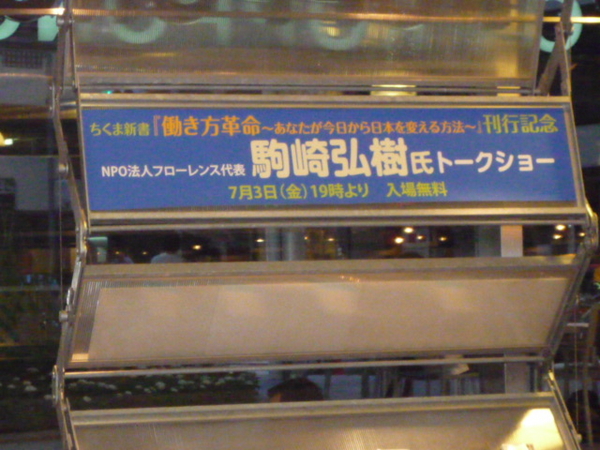 ちくま新書『働き方革命～あなたが今日から日本を変える方法～』刊行記念
NPO法人フローレンス代表 駒崎弘樹氏トークショー
7月3日（金）19時より 入場無料